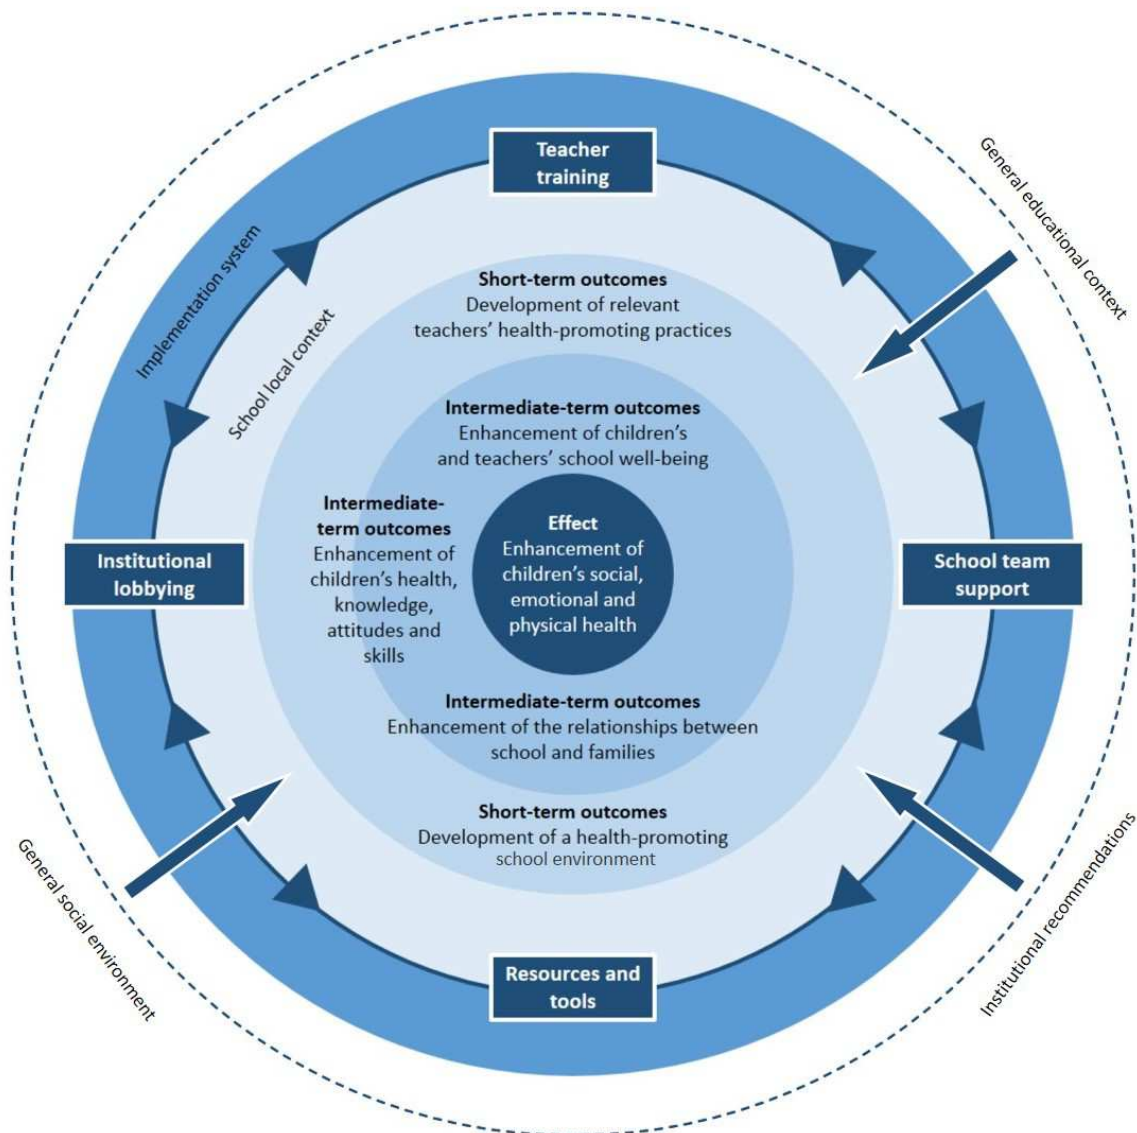 Teacher
training
General educational context
Implementation system
School local context
Short-term outcomes
Development of relevant
teachers’ health-promoting practices
Intermediate-term outcomes
Enhancement of children’s
and teachers’ school well-being
Intermediate-
term outcomes
Enhancement of
children’s health,
knowledge,
attitudes and
skills
Effect
Enhancement of
children’s social,
emotional and
physical health
Institutional
lobbying
School team
support
Intermediate-term outcomes
Enhancement of the relationships between
school and families
Short-term outcomes
Development of a health-promoting
school environment
General social environment
Institutional recommendations
Resources and
tools